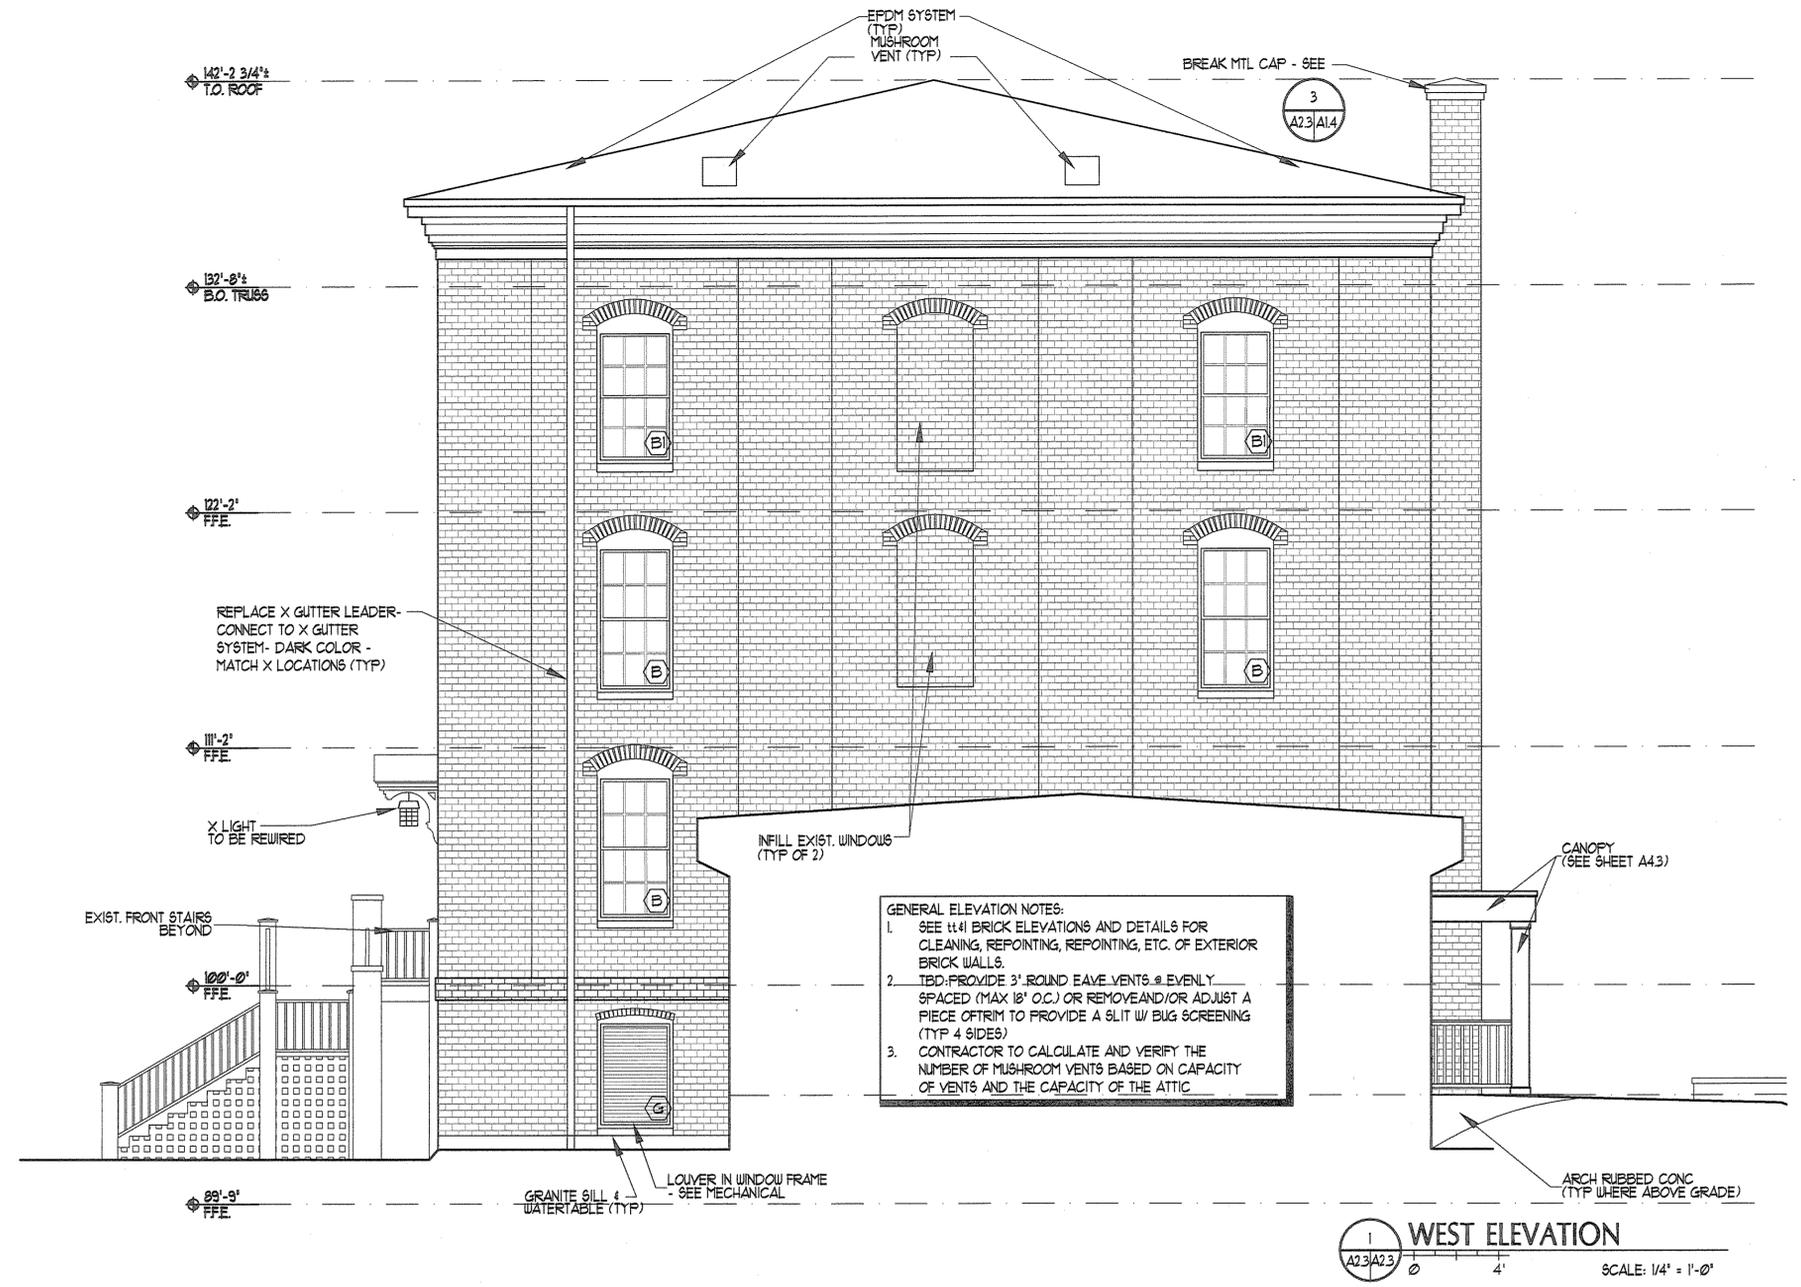 EPDM SYSTEM
(TYP)
MUSHROOM
VENT (TYP)
BREAK MTL CAP - SEE
3
A2.3 A1.4
142'-2 3/4"±
T.O. ROOF
132'-8"±
B.O. TRUSS
B1
B1
122'-2"
F.F.E.
REPLACE X GUTTER LEADER-
CONNECT TO X GUTTER
SYSTEM- DARK COLOR -
MATCH X LOCATIONS (TYP)
B
B
111'-2"
F.F.E.
X LIGHT
TO BE REWIRED
INFILL EXIST. WINDOWS
(TYP OF 2)
CANOPY
(SEE SHEET A4.3)
B
EXIST. FRONT STAIRS
BEYOND
GENERAL ELEVATION NOTES:
1. SEE tt41 BRICK ELEVATIONS AND DETAILS FOR
CLEANING, REPOINTING, REPOINTING, ETC. OF EXTERIOR
BRICK WALLS.
2. TBD:PROVIDE 3" ROUND EAVE VENTS @ EVENLY
SPACED (MAX 18" O.C.) OR REMOVEAND/OR ADJUST A
PIECE OFTRIM TO PROVIDE A SLIT W/ BUG SCREENING
(TYP 4 SIDES)
3. CONTRACTOR TO CALCULATE AND VERIFY THE
NUMBER OF MUSHROOM VENTS BASED ON CAPACITY
OF VENTS AND THE CAPACITY OF THE ATTIC
100'-0"
F.F.E.
G
LOUVER IN WINDOW FRAME
- SEE MECHANICAL
GRANITE SILL &
WATERTABLE (TYP)
ARCH RUBBED CONC
(TYP WHERE ABOVE GRADE)
89'-9"
F.F.E.
1
A2.3 A2.3
WEST ELEVATION
0 4'
SCALE: 1/4" = 1'-0"